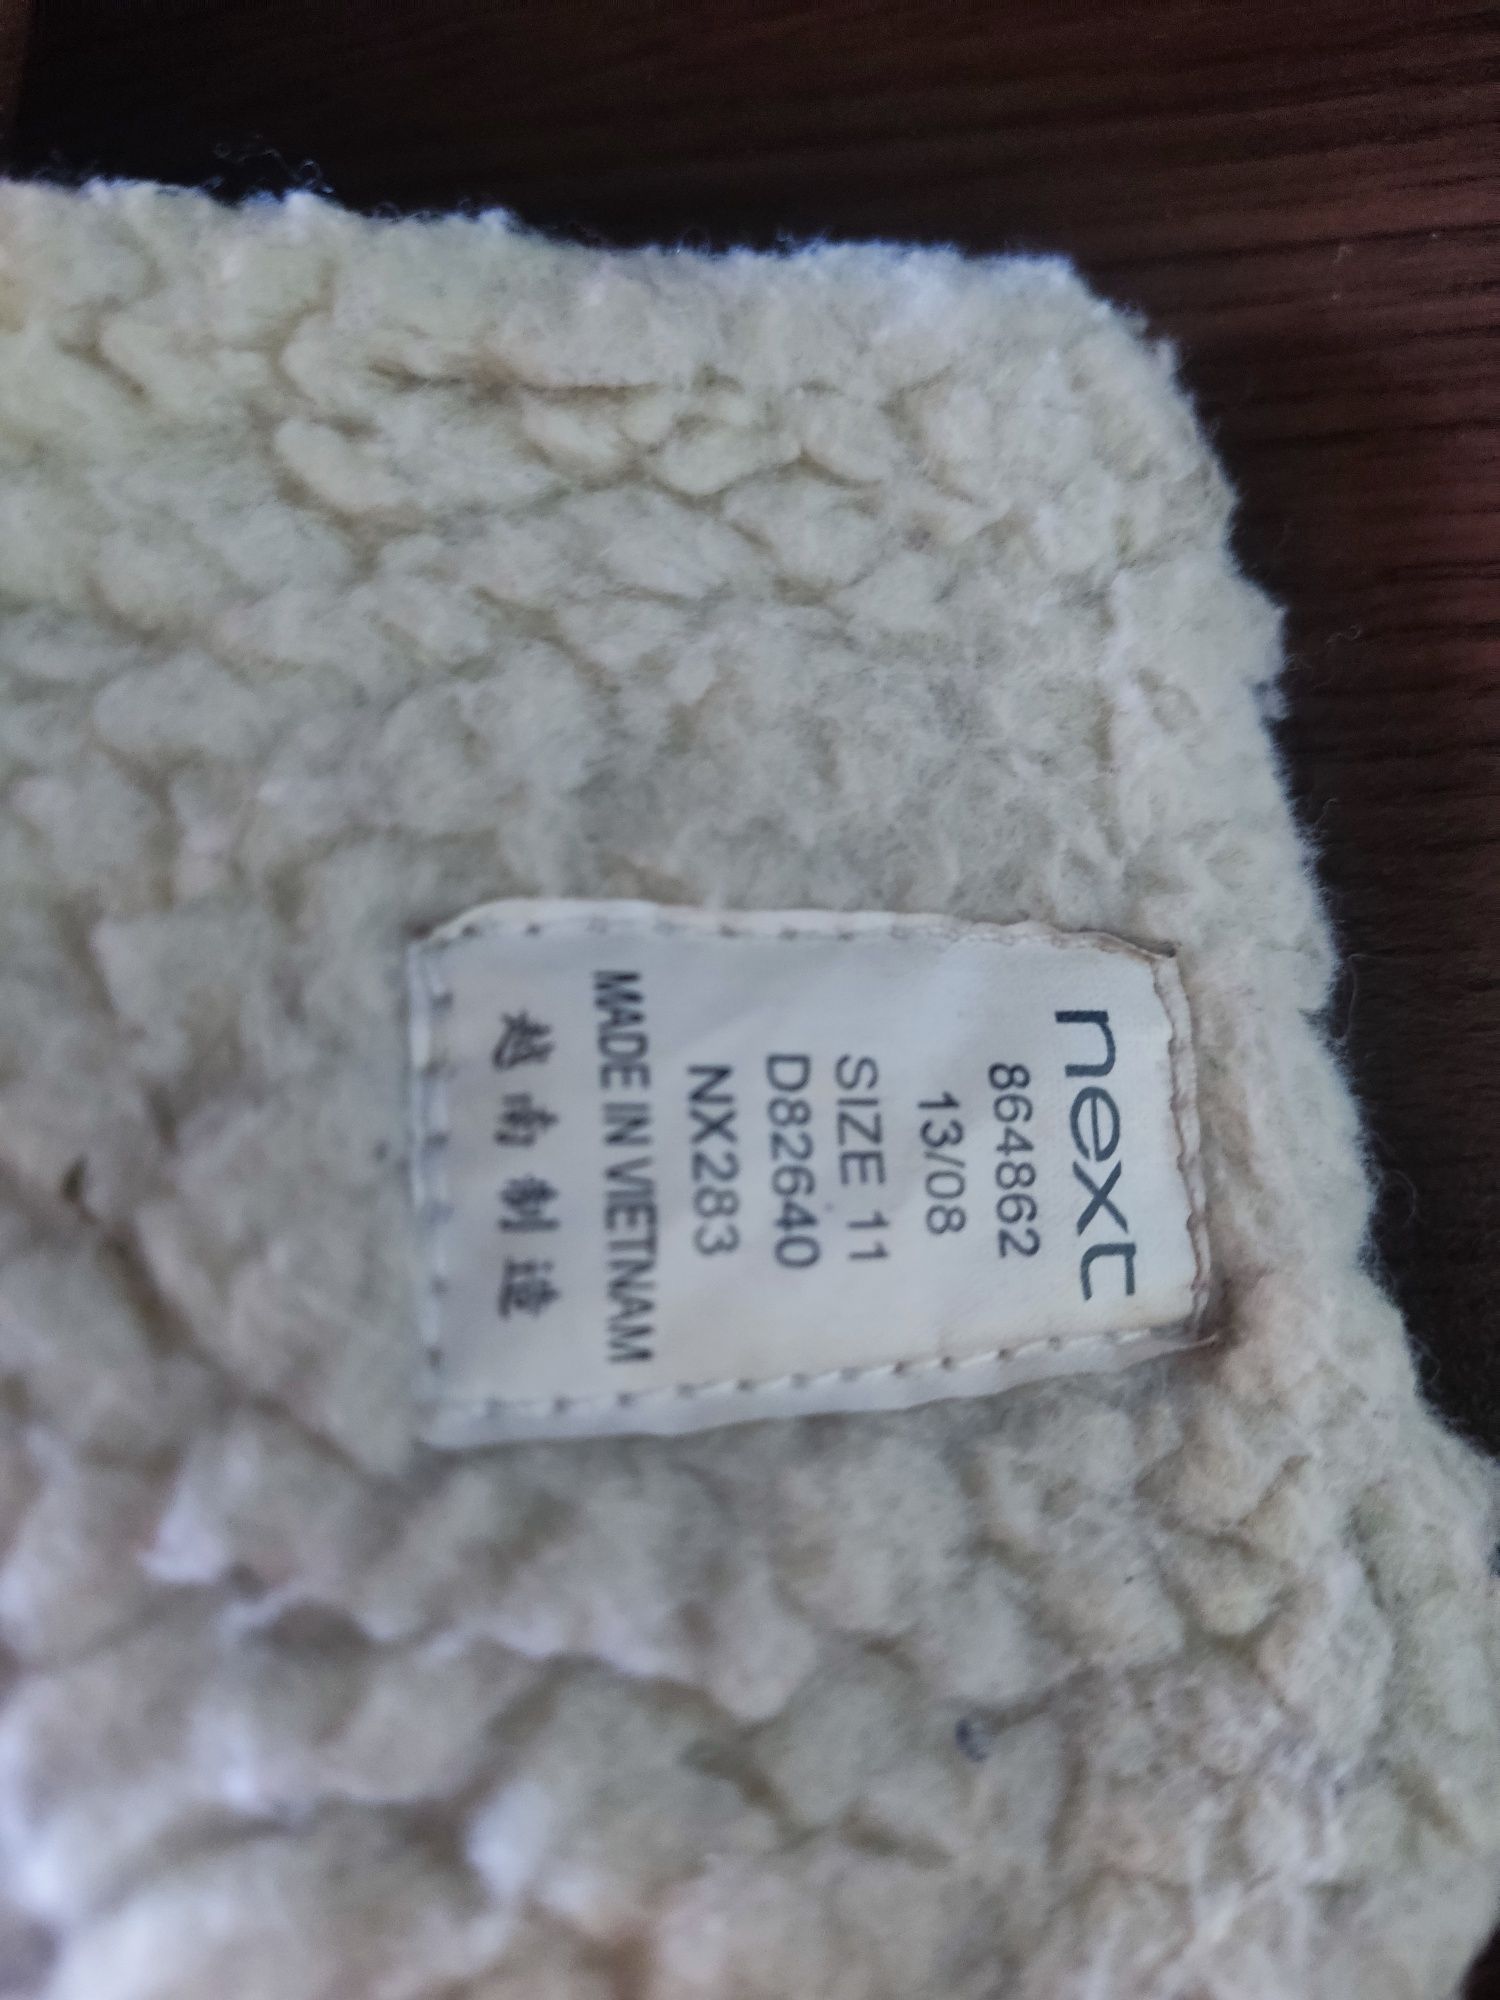 next
864862
13/08
SIZE 11
D82640
NX283
MADE IN VIETNAM
越南制造